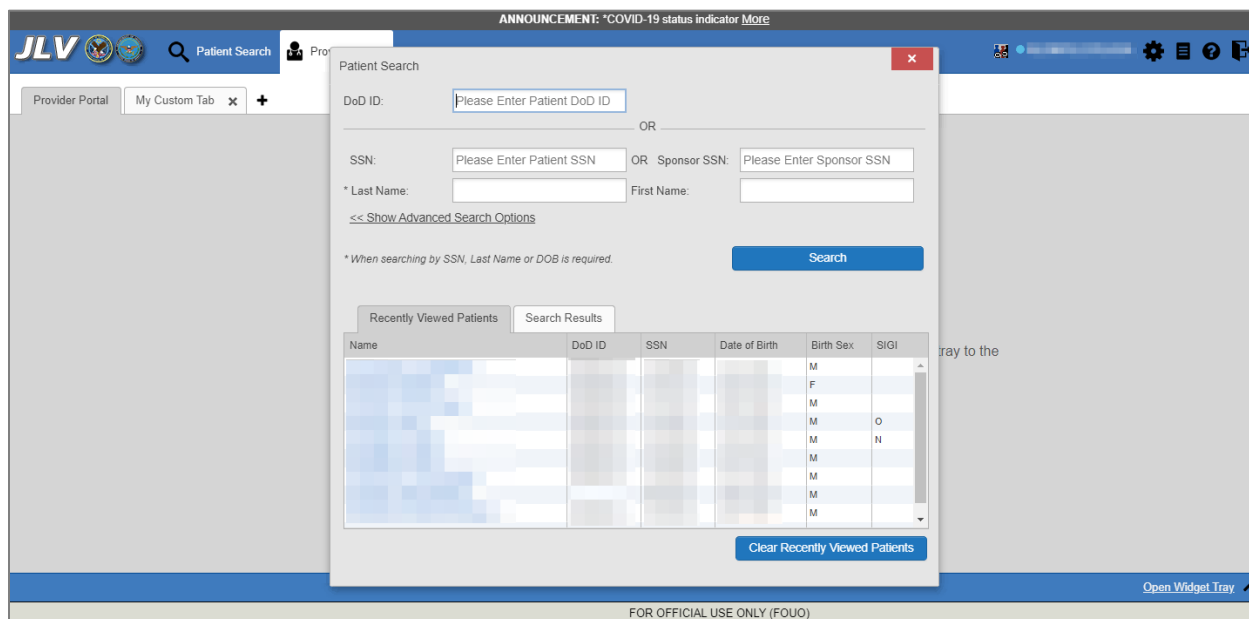 ANNOUNCEMENT: *COVID-19 status indicator More
JLV Patient Search Pro
Provider Portal My Custom Tab x +
Patient Search x
DoD ID: Please Enter Patient DoD ID
OR
SSN: Please Enter Patient SSN OR Sponsor SSN: Please Enter Sponsor SSN
* Last Name: First Name:
<< Show Advanced Search Options
* When searching by SSN, Last Name or DOB is required. Search
Recently Viewed Patients Search Results
Name DoD ID SSN Date of Birth Birth Sex SIGI
tray to the
M
F
M
M O
M N
M
M
M
M
Clear Recently Viewed Patients
Open Widget Tray
FOR OFFICIAL USE ONLY (FOUO)